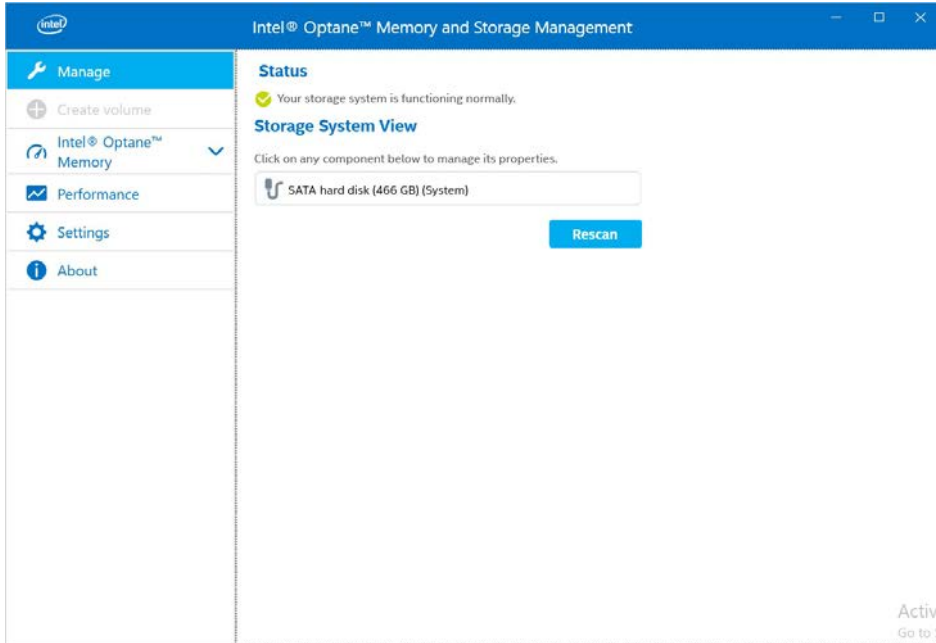 intel
Intel® Optane™ Memory and Storage Management
Manage
Create volume
Intel® Optane™
Memory
Performance
Settings
About
Status
Your storage system is functioning normally.
Storage System View
Click on any component below to manage its properties.
SATA hard disk (466 GB) (System)
Rescan
Activ
Go to